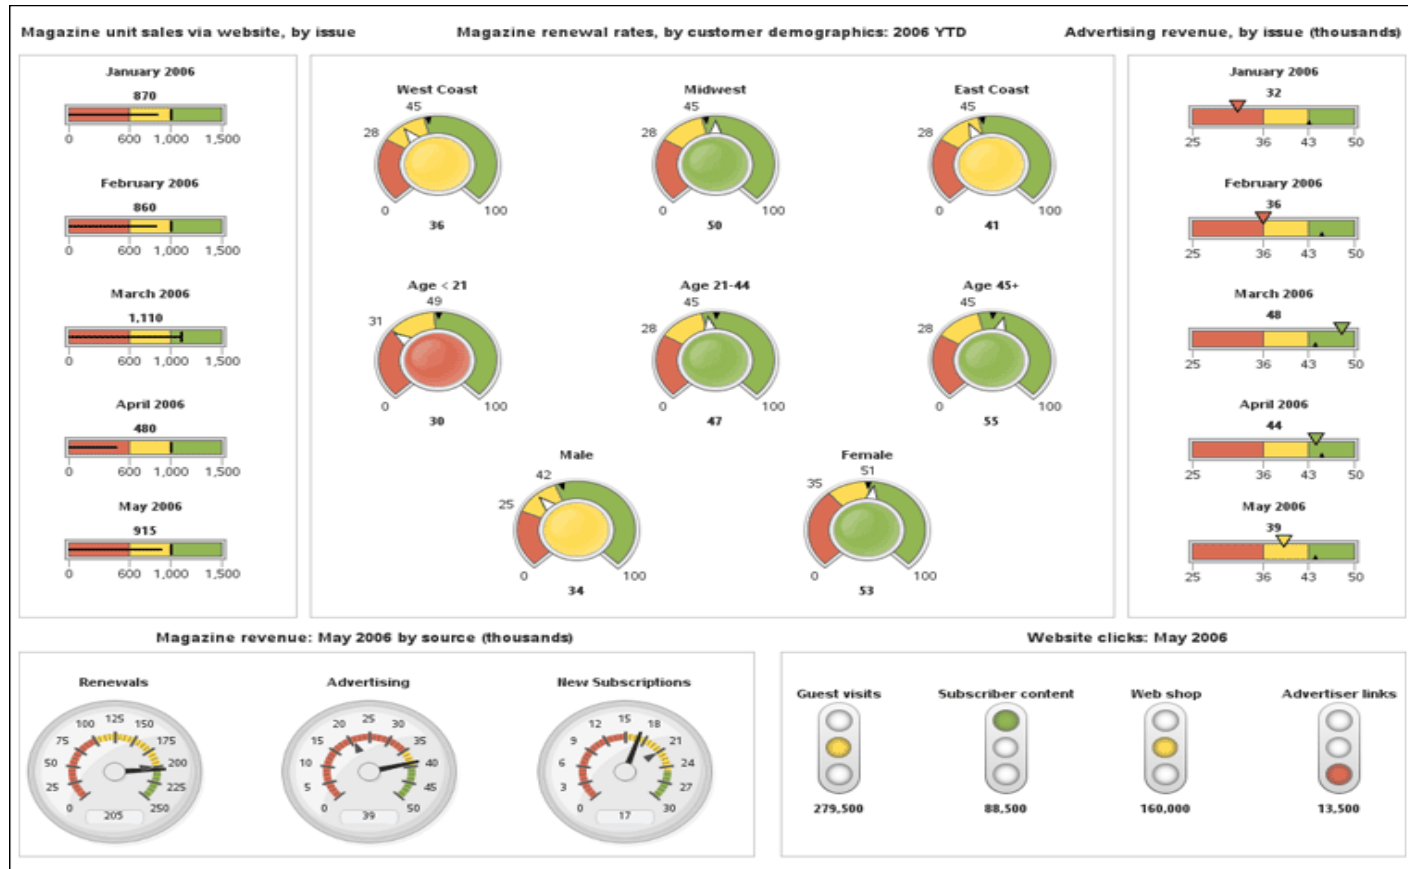 Magazine unit sales via website, by issue
January 2006
870
0 600 1,000 1,500
February 2006
860
0 600 1,000 1,500
March 2006
1,110
0 600 1,000 1,500
April 2006
480
0 600 1,000 1,500
May 2006
915
0 600 1,000 1,500
Magazine renewal rates, by customer demographics: 2006 YTD
West Coast
45
28
0 100
36
Midwest
45
28
0 100
50
East Coast
45
28
0 100
41
Age < 21
49
31
0 100
30
Age 21-44
45
28
0 100
47
Age 45+
45
28
0 100
55
Male
42
25
0 100
34
Female
51
35
0 100
53
Advertising revenue, by issue (thousands)
January 2006
32
25 36 43 50
February 2006
36
25 36 43 50
March 2006
48
25 36 43 50
April 2006
44
25 36 43 50
May 2006
39
25 36 43 50
Magazine revenue: May 2006 by source (thousands)
Renewals
0 25 50 75 100 125 150 175 200 225 250
205
Advertising
0 5 10 15 20 25 30 35 40 45 50
39
New Subscriptions
0 3 6 9 12 15 18 21 24 27 30
17
Website clicks: May 2006
Guest visits
279,500
Subscriber content
88,500
Web shop
160,000
Advertiser links
13,500